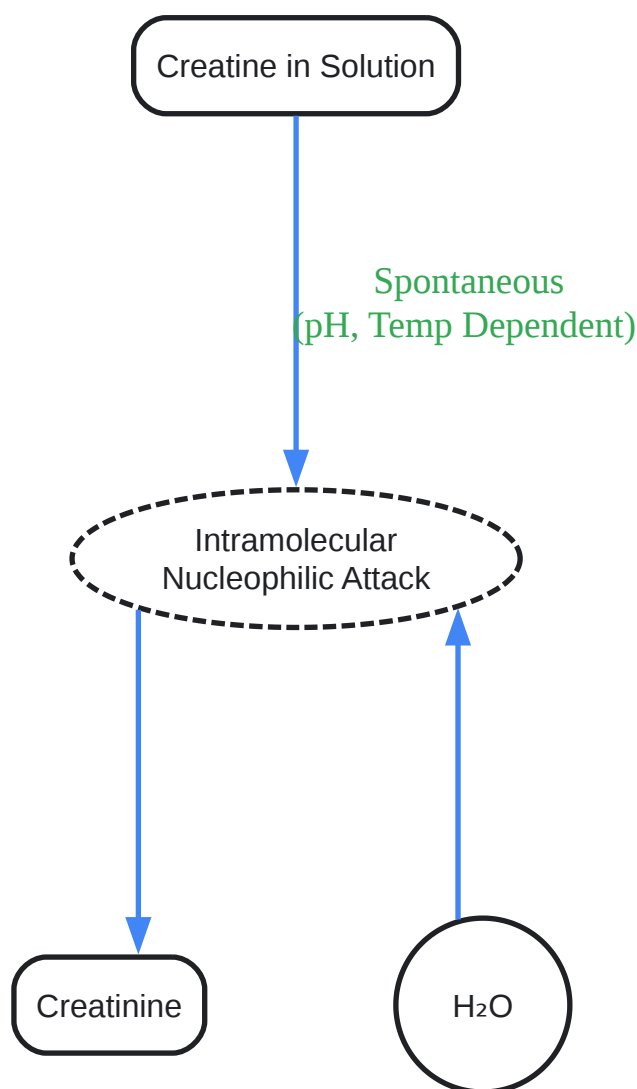 Creatine in Solution
Spontaneous
(pH, Temp Dependent)
Intramolecular
Nucleophilic Attack
Creatinine
H₂O